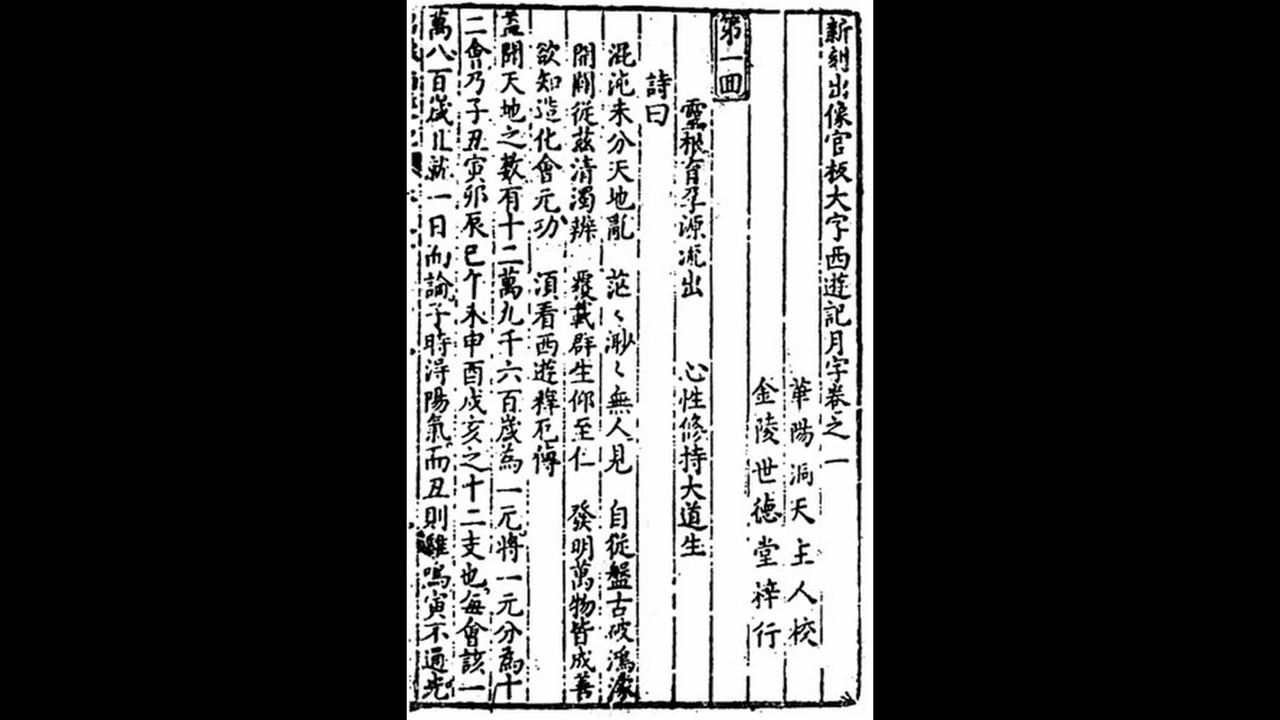 新刻出像官板大字西遊記月字卷之一
華陽洞天主人校
金陵世德堂梓行
第一回
靈根育孕源流出 心性修持大道生
詩曰
混沌未分天地亂 茫〻渺〻無人見 自從盤古破鴻濛
開闢從茲清濁辨 覆載群生仰至仁 發明萬物皆成善
欲知造化會元功 須看西遊釋厄傳
蓋聞天地之數有十二萬九千六百歲為一元將一元分為十
二會乃子丑寅卯辰巳午未申酉戌亥之十二支也每會該一
萬八百歲且就一日而論子時得陽氣而丑則雞鳴寅不通光